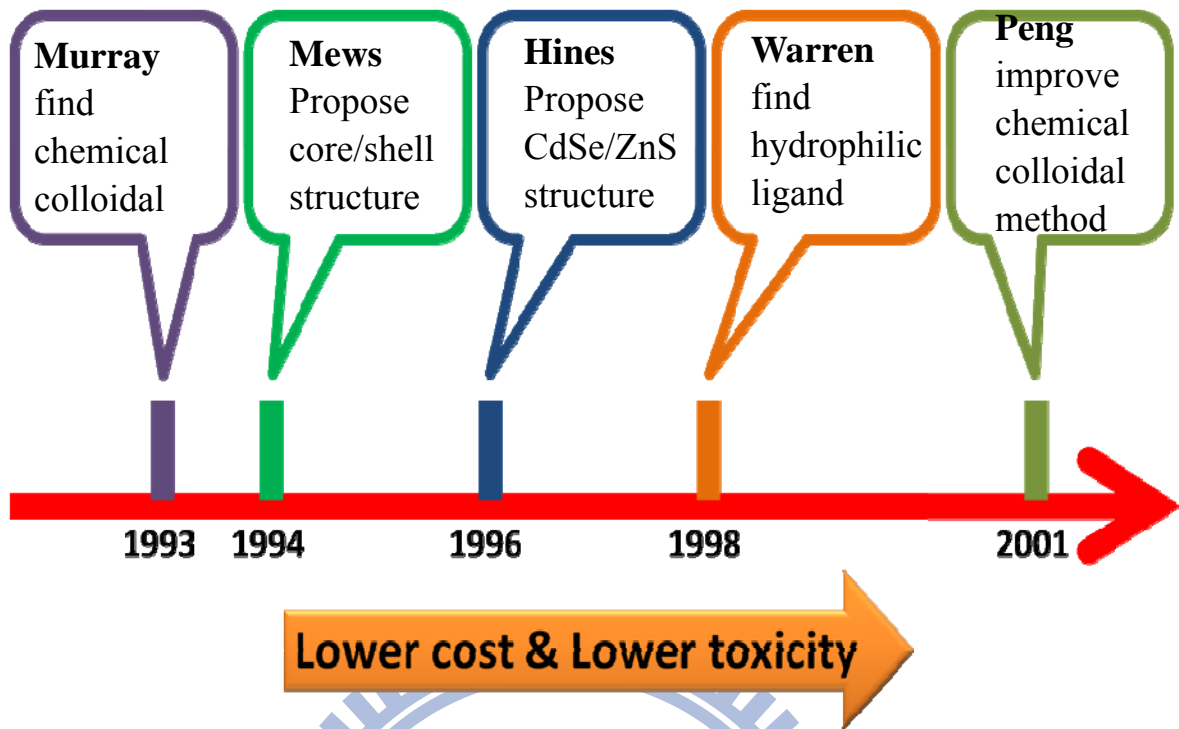 Murray
find
chemical
colloidal
Mews
Propose
core/shell
structure
Hines
Propose
CdSe/ZnS
structure
Warren
find
hydrophilic
ligand
Peng
improve
chemical
colloidal
method
1993
1994
1996
1998
2001
Lower cost & Lower toxicity